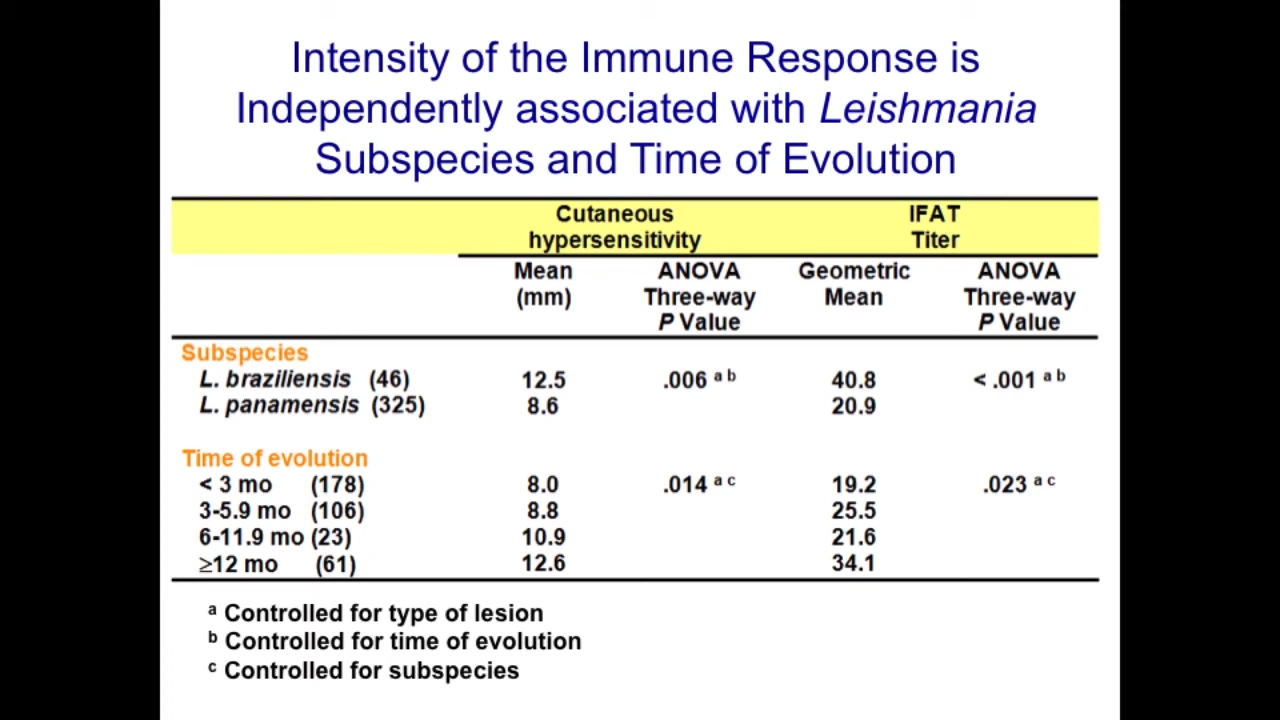 Intensity of the Immune Response is
Independently associated with Leishmania
Subspecies and Time of Evolution
Cutaneous hypersensitivity IFAT Titer
Mean (mm) ANOVA Three-way P Value Geometric Mean ANOVA Three-way P Value
Subspecies
L. braziliensis (46) 12.5 .006 a b 40.8 < .001 a b
L. panamensis (325) 8.6 20.9
Time of evolution
< 3 mo (178) 8.0 .014 a c 19.2 .023 a c
3-5.9 mo (106) 8.8 25.5
6-11.9 mo (23) 10.9 21.6
≥12 mo (61) 12.6 34.1
a Controlled for type of lesion
b Controlled for time of evolution
c Controlled for subspecies